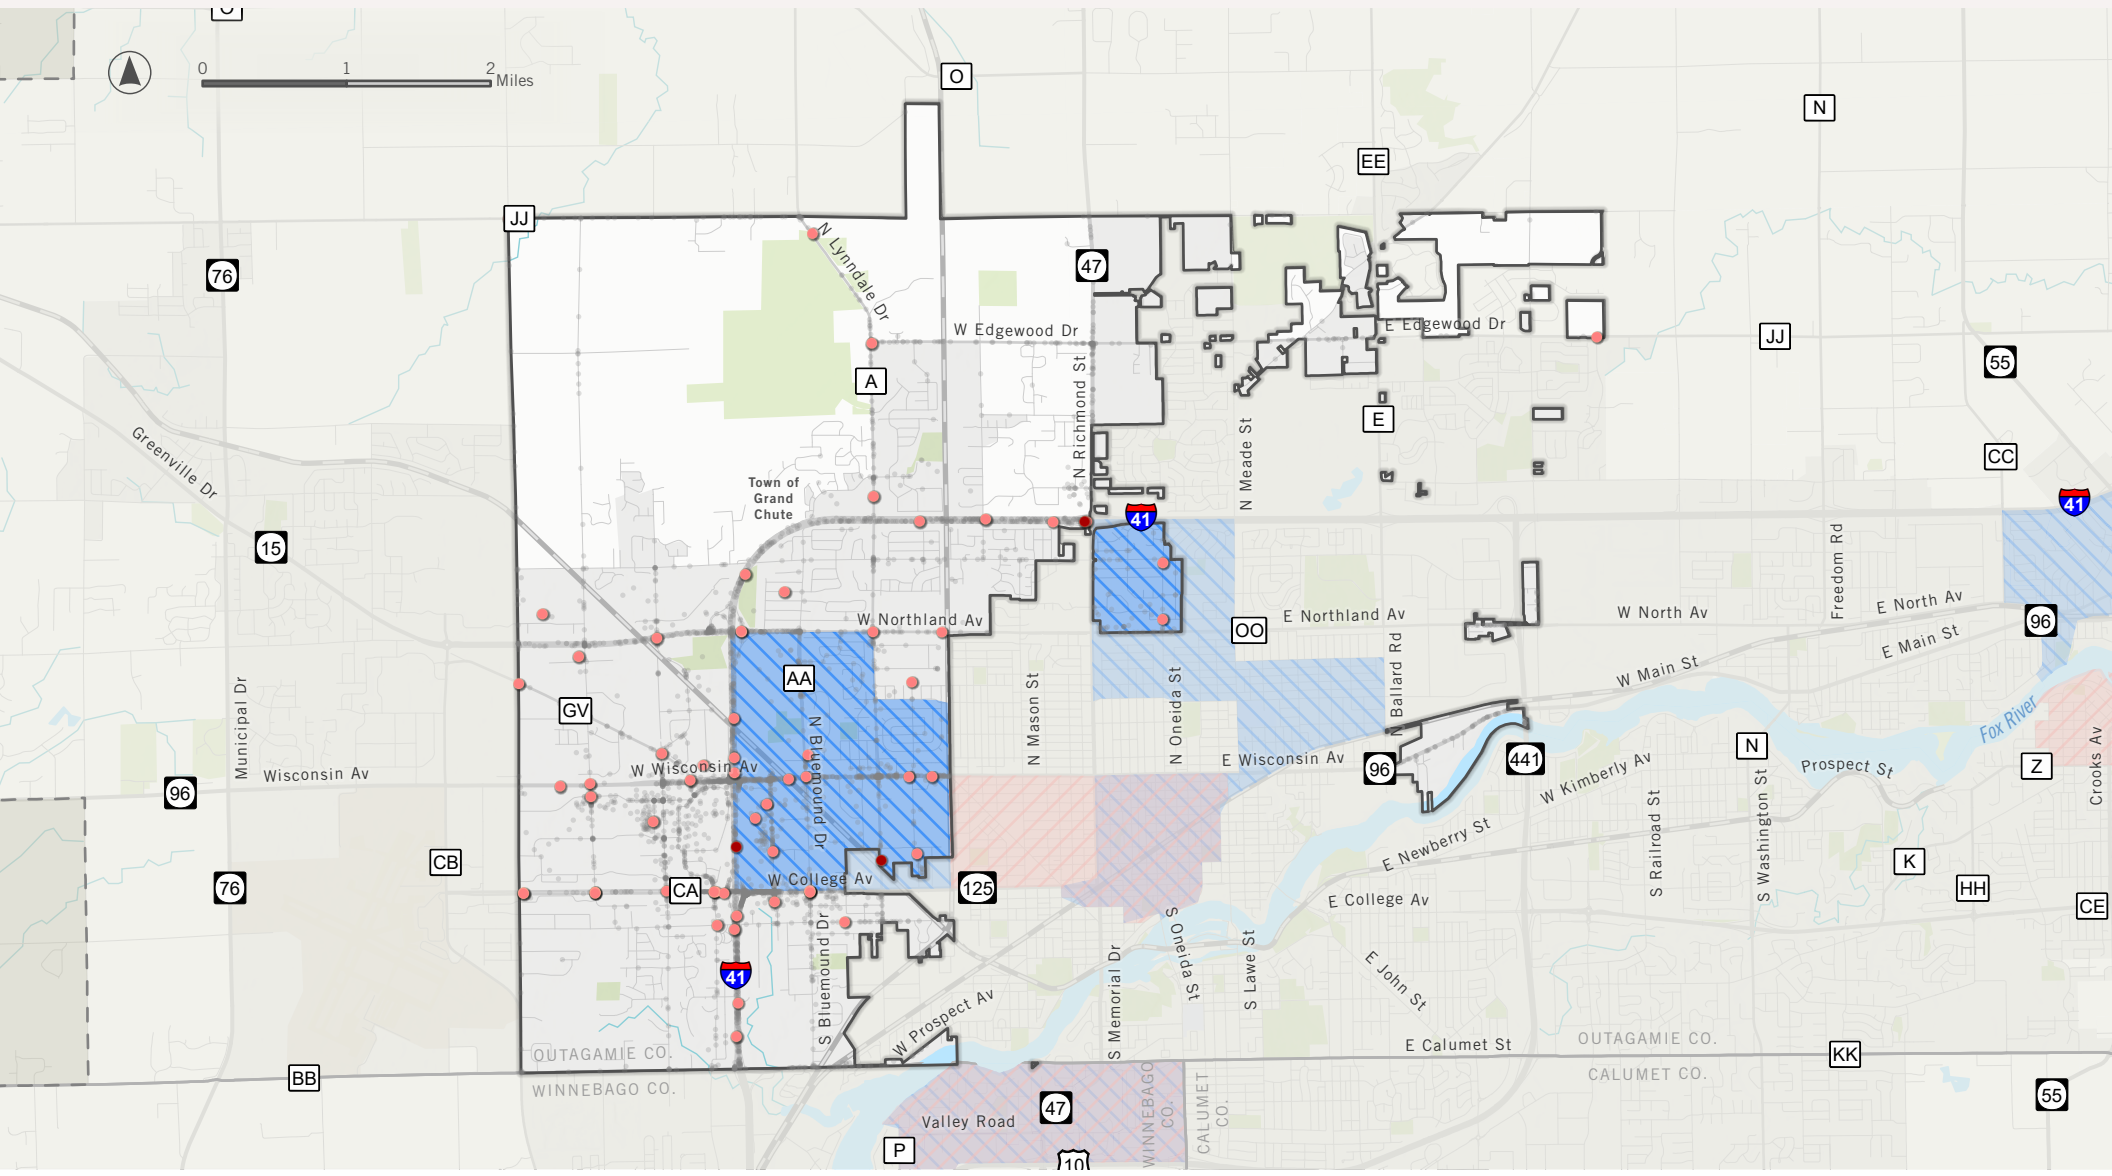 O
0 1 2
Miles
O
N
EE
JJ
76
N Lynndale Dr
47
W Edgewood Dr
E Edgewood Dr
JJ
55
A
N Richmond St
E
Greenville Dr
N Meade St
CC
Town of
Grand
Chute
41
41
15
Freedom Rd
W Northland Av
E Northland Av
OO
W North Av
E North Av
96
E Main St
W Main St
AA
GV
Municipal Dr
N Mason St
N Oneida St
N Ballard Rd
Fox River
N Bluemound Dr
Wisconsin Av
W Wisconsin Av
E Wisconsin Av
96
96
441
N
Prospect St
Z
Crooks Av
W Kimberly Av
S Railroad St
S Washington St
E Newberry St
CB
K
76
CA
W College Av
125
E College Av
HH
CE
S Bluemound Dr
S Oneida St
S Lawe St
E John St
41
S Memorial Dr
W Prospect Av
OUTAGAMIE CO.
WINNEBAGO CO.
E Calumet St
OUTAGAMIE CO.
CALUMET CO.
KK
BB
WINNEBAGO
CO.
CALUMET
CO.
47
Valley Road
55
P
10